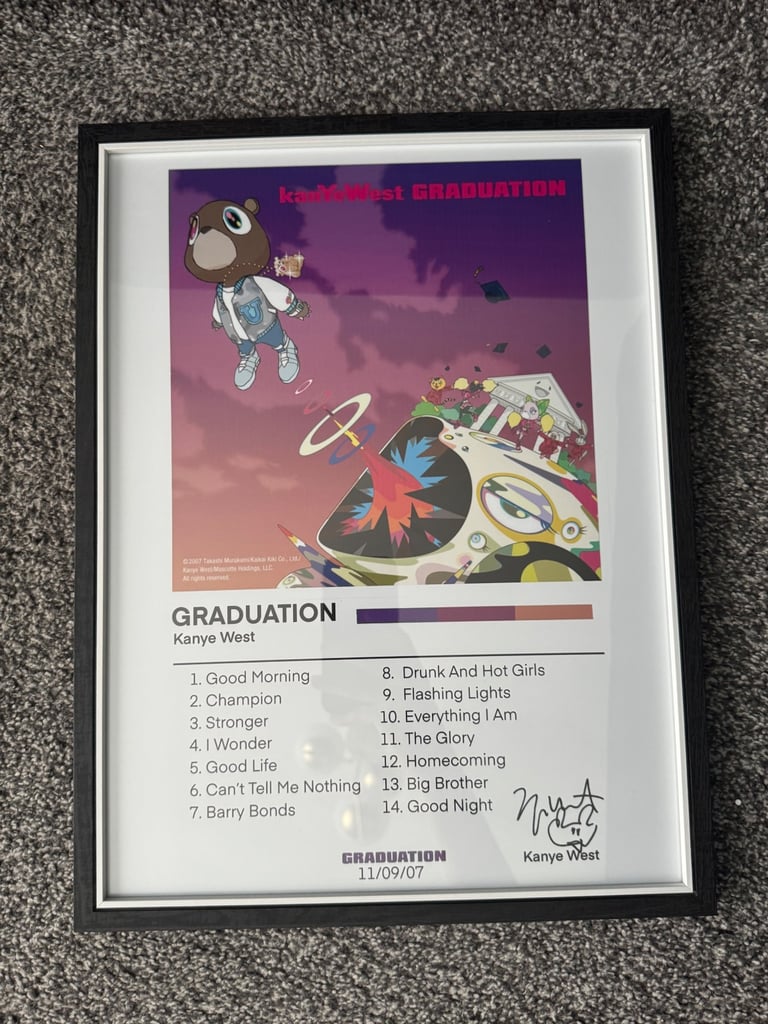 kanYeWest GRADUATION
©2007 Takashi Murakami/Kaikai Kiki Co., Ltd./
Kanye West/Mascotte Holdings, LLC.
All rights reserved.
GRADUATION
Kanye West
1. Good Morning
2. Champion
3. Stronger
4. I Wonder
5. Good Life
6. Can't Tell Me Nothing
7. Barry Bonds
8. Drunk And Hot Girls
9. Flashing Lights
10. Everything I Am
11. The Glory
12. Homecoming
13. Big Brother
14. Good Night
Kanye West
GRADUATION
11/09/07